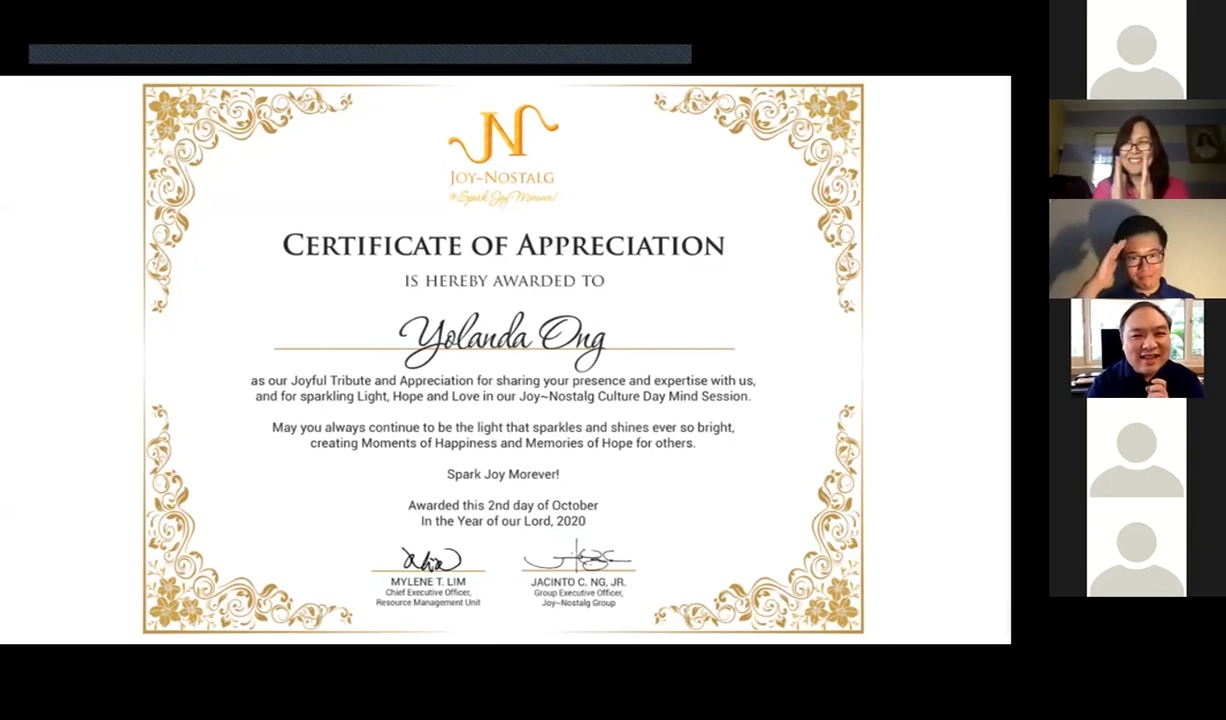 JN
JOY~NOSTALG
#Spark Joy Morever!
CERTIFICATE OF APPRECIATION
IS HEREBY AWARDED TO
Yolanda Ong
as our Joyful Tribute and Appreciation for sharing your presence and expertise with us,
and for sparkling Light, Hope and Love in our Joy~Nostalg Culture Day Mind Session.
May you always continue to be the light that sparkles and shines ever so bright,
creating Moments of Happiness and Memories of Hope for others.
Spark Joy Morever!
Awarded this 2nd day of October
In the Year of our Lord, 2020
MYLENE T. LIM
Chief Executive Officer,
Resource Management Unit
JACINTO C. NG, JR.
Group Executive Officer,
Joy~Nostalg Group